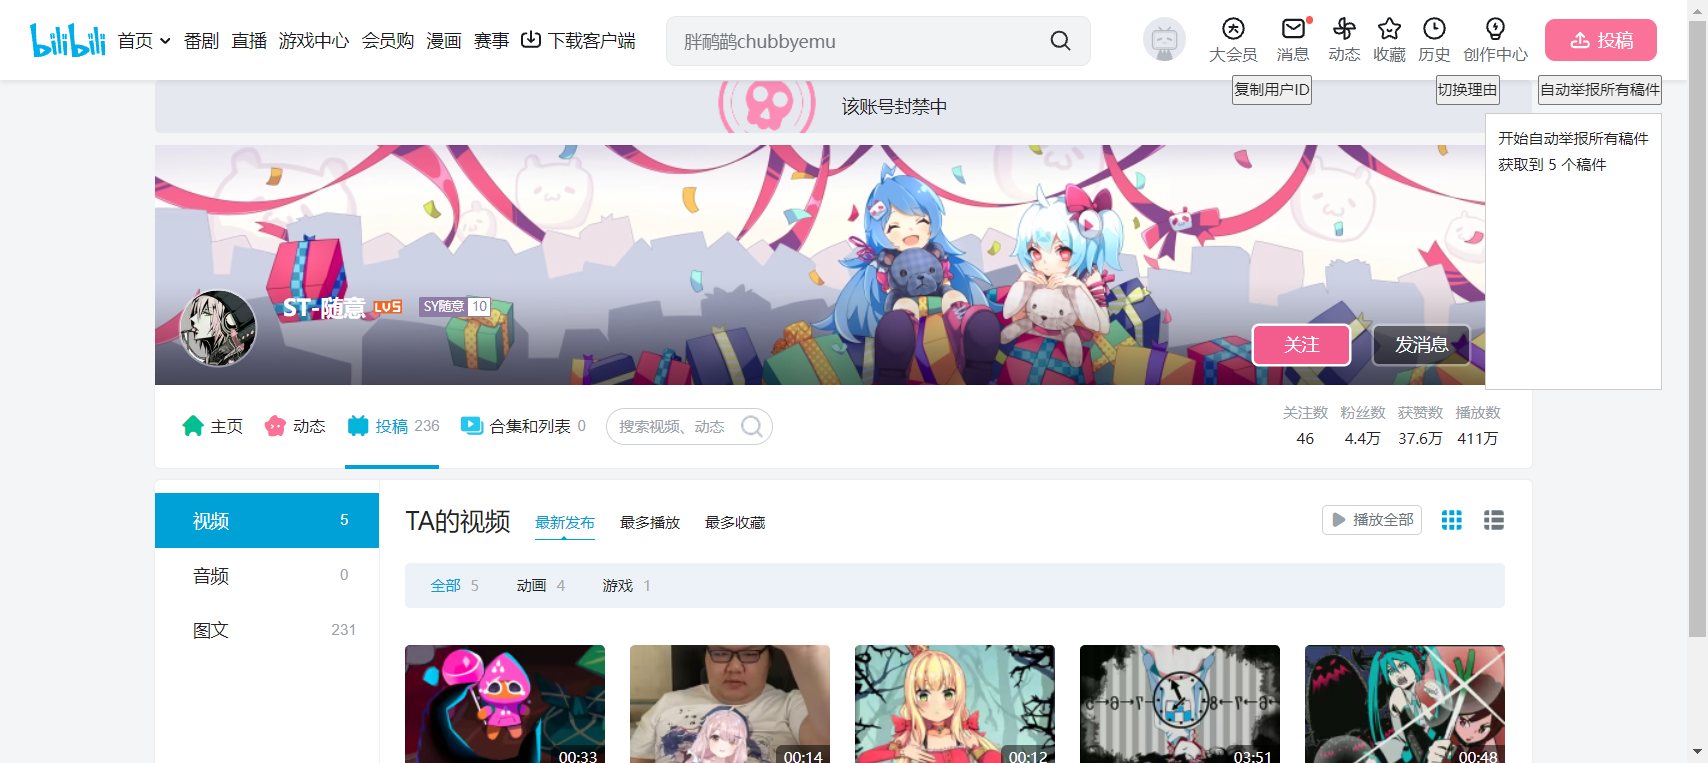 bilibili 首页 番剧 直播 游戏中心 会员购 漫画 赛事 下载客户端 胖鸸鹋chubbyemu 大会员 消息 动态 收藏 历史 创作中心 投稿
复制用户ID 切换理由 自动举报所有稿件
该账号封禁中
开始自动举报所有稿件
获取到 5 个稿件
ST-随意 LV5 SY随意 10
关注 发消息
主页 动态 投稿 236 合集和列表 0 搜索视频、动态
关注数 粉丝数 获赞数 播放数
46 4.4万 37.6万 411万
视频 5
音频 0
图文 231
TA的视频 最新发布 最多播放 最多收藏 播放全部
全部 5 动画 4 游戏 1
00:33 00:14 00:12 03:51 00:48